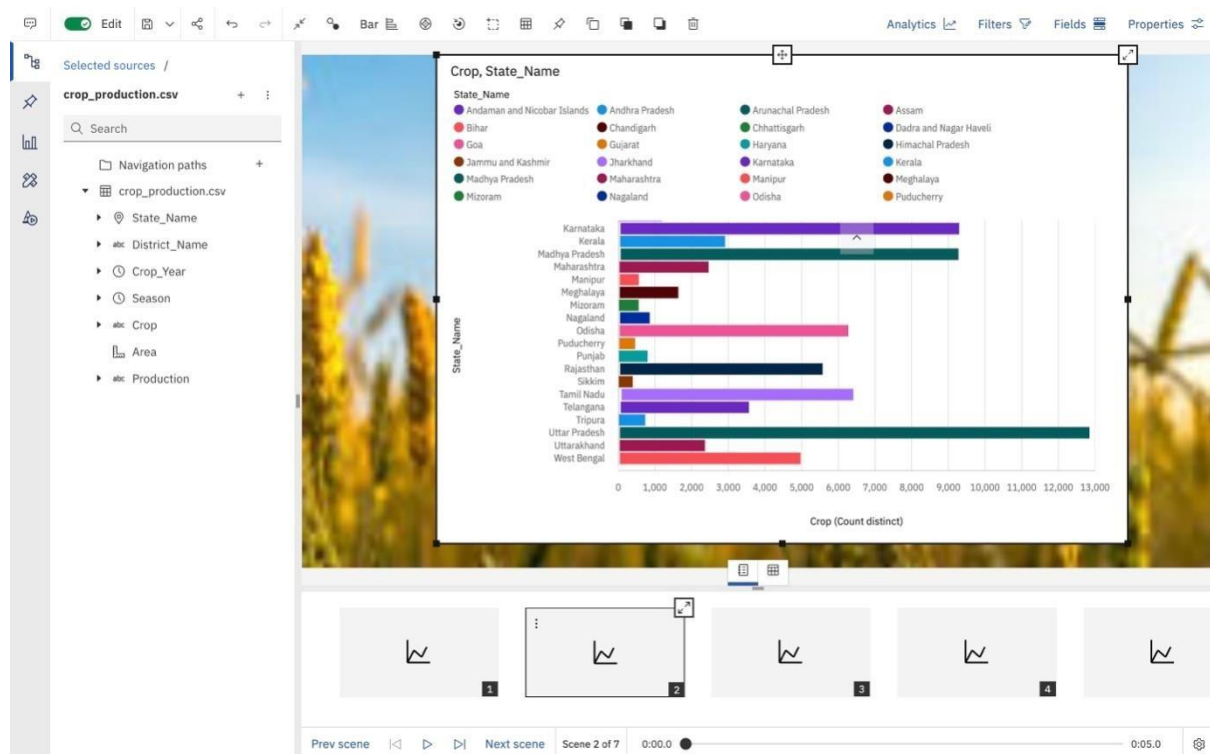 Edit Bar Analytics Filters Fields Properties
Selected sources /
crop_production.csv
Search
Navigation paths
crop_production.csv
abc State_Name
abc District_Name
Crop_Year
Season
abc Crop
Area
abc Production
Crop, State_Name
State_Name
Andaman and Nicobar Islands Andhra Pradesh Arunachal Pradesh Assam
Bihar Chandigarh Chhattisgarh Dadra and Nagar Haveli
Goa Gujarat Haryana Himachal Pradesh
Jammu and Kashmir Jharkhand Karnataka Kerala
Madhya Pradesh Maharashtra Manipur Meghalaya
Mizoram Nagaland Odisha Puducherry
Karnataka
Kerala
Madhya Pradesh
Maharashtra
Manipur
Meghalaya
Mizoram
Nagaland
Odisha
Puducherry
Punjab
Rajasthan
Sikkim
Tamil Nadu
Telangana
Tripura
Uttar Pradesh
Uttarakhand
West Bengal
State_Name
0 1,000 2,000 3,000 4,000 5,000 6,000 7,000 8,000 9,000 10,000 11,000 12,000 13,000
Crop (Count distinct)
1 2 3 4
Prev scene Next scene Scene 2 of 7 0:00.0 0:05.0